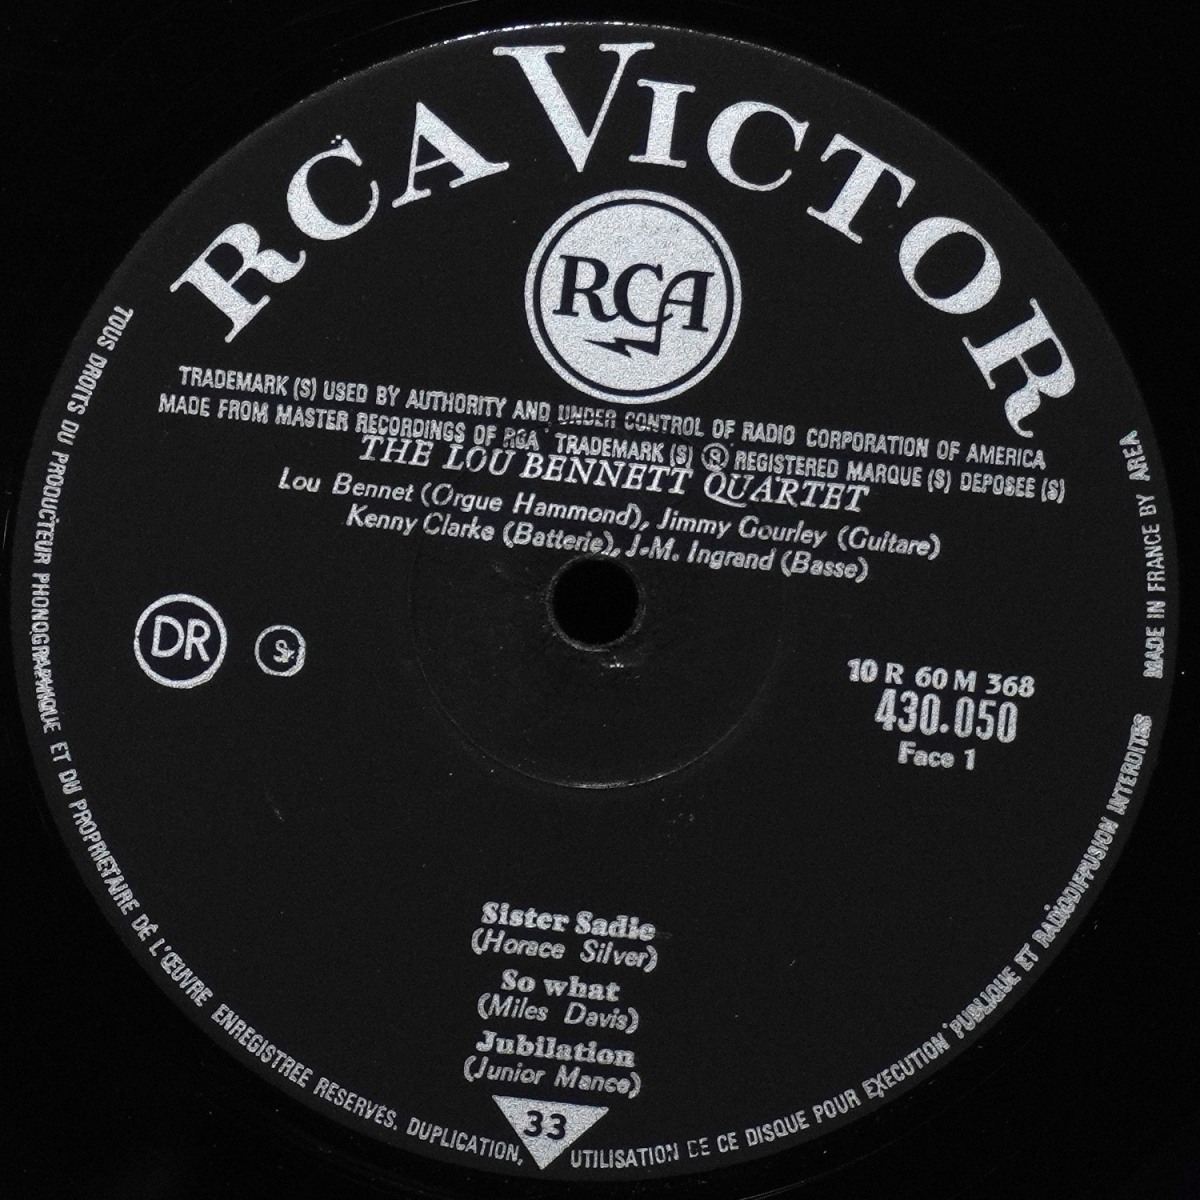 RCA VICTOR
RCA
TRADEMARK (S) USED BY AUTHORITY AND UNDER CONTROL OF RADIO CORPORATION OF AMERICA
MADE FROM MASTER RECORDINGS OF RCA TRADEMARK (S) ® REGISTERED MARQUE (S) DEPOSEE (S)
THE LOU BENNETT QUARTET
Lou Bennet (Orgue Hammond), Jimmy Gourley (Guitare)
Kenny Clarke (Batterie), J.-M. Ingrand (Basse)
DR
10 R 60 M 368
430.050
Face 1
Sister Sadie
(Horace Silver)
So what
(Miles Davis)
Jubilation
(Junior Mance)
33
TOUS DROITS DU PRODUCTEUR PHONOGRAPHIQUE ET DU PROPRIETAIRE DE L'ŒUVRE ENREGISTREE RESERVES. DUPLICATION, UTILISATION DE CE DISQUE POUR EXECUTION PUBLIQUE ET RADIODIFFUSION INTERDITES
MADE IN FRANCE BY AREA